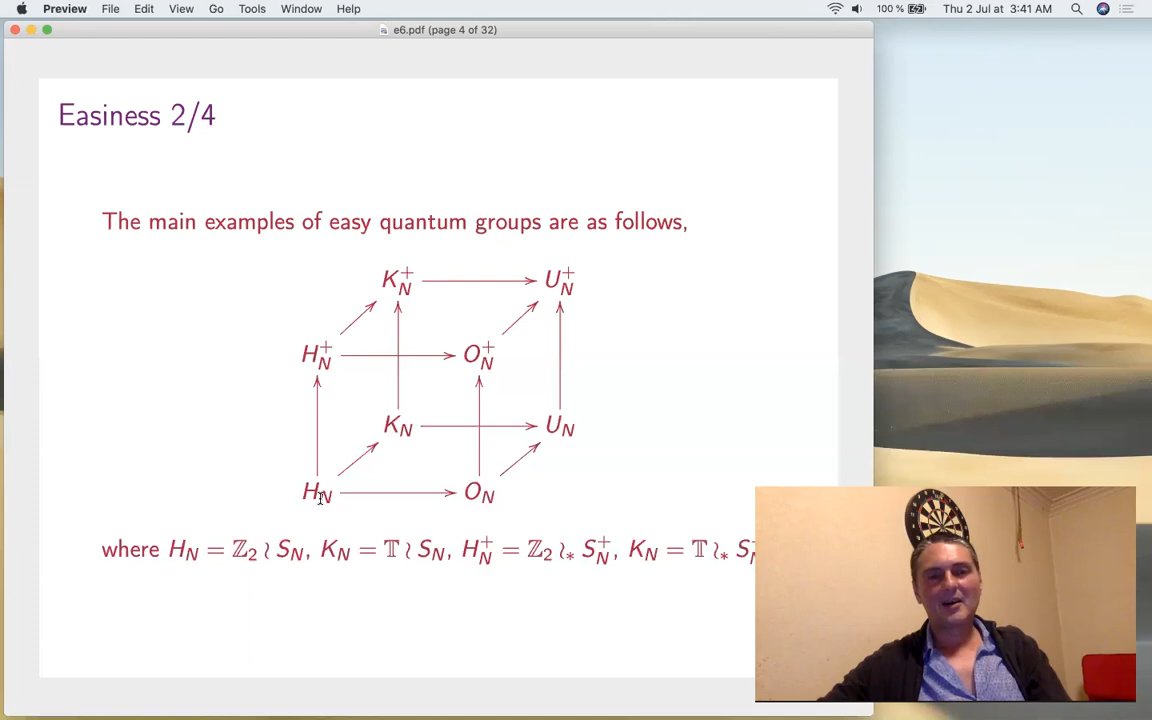 Preview File Edit View Go Tools Window Help 100 % Thu 2 Jul at 3:41 AM
e6.pdf (page 4 of 32)
Easiness 2/4
The main examples of easy quantum groups are as follows,
K_N^+ U_N^+
H_N^+ O_N^+
K_N U_N
H_N O_N
where H_N = ℤ_2 ≀ S_N, K_N = 𝕋 ≀ S_N, H_N^+ = ℤ_2 ≀_* S_N^+, K_N = 𝕋 ≀_* S